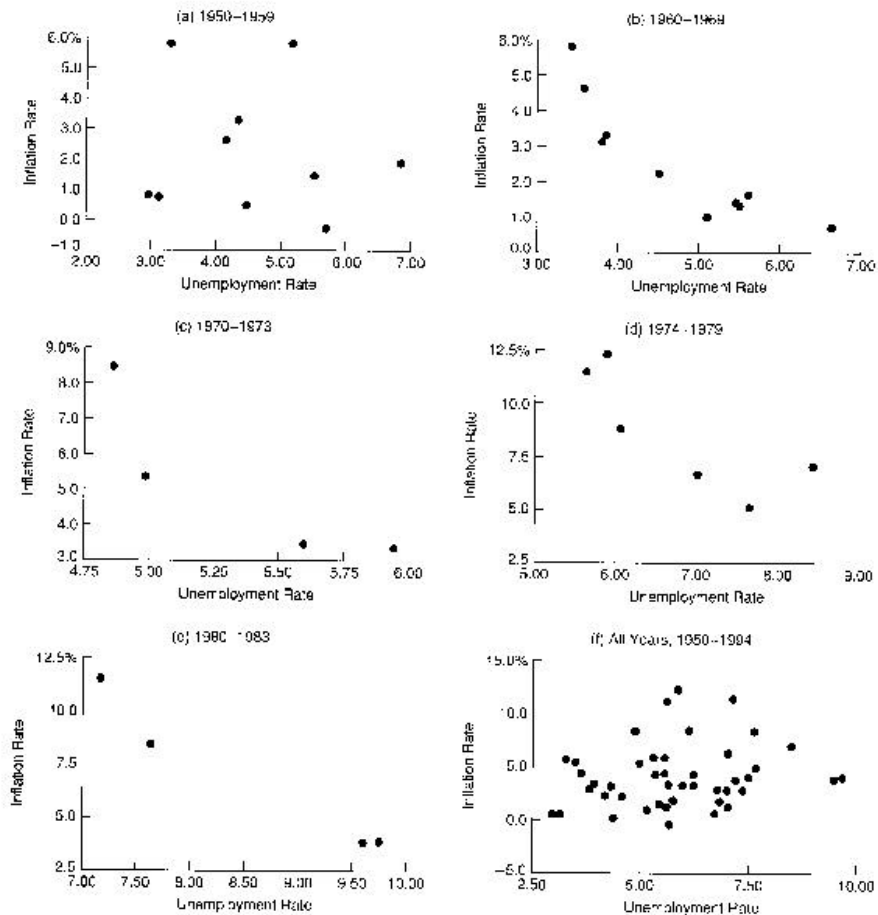 (a) 1950–1959
6.0%
5.0
4.0
3.0
2.0
1.0
0.0
–1.0
Inflation Rate
2.00 3.00 4.00 5.00 6.00 7.00
Unemployment Rate
(b) 1960–1969
6.0%
5.0
4.0
3.0
2.0
1.0
0.0
Inflation Rate
3.00 4.00 5.00 6.00 7.00
Unemployment Rate
(c) 1970–1973
9.0%
8.0
7.0
6.0
5.0
4.0
3.0
Inflation Rate
4.75 5.00 5.25 5.50 5.75 6.00
Unemployment Rate
(d) 1974–1979
12.5%
10.0
7.5
5.0
2.5
Inflation Rate
5.00 6.00 7.00 8.00 9.00
Unemployment Rate
(e) 1980–1983
12.5%
10.0
7.5
5.0
2.5
Inflation Rate
7.00 7.50 8.00 8.50 9.00 9.50 10.00
Unemployment Rate
(f) All Years, 1950–1994
15.0%
10.0
5.0
0.0
–5.0
Inflation Rate
2.50 5.00 7.50 10.00
Unemployment Rate